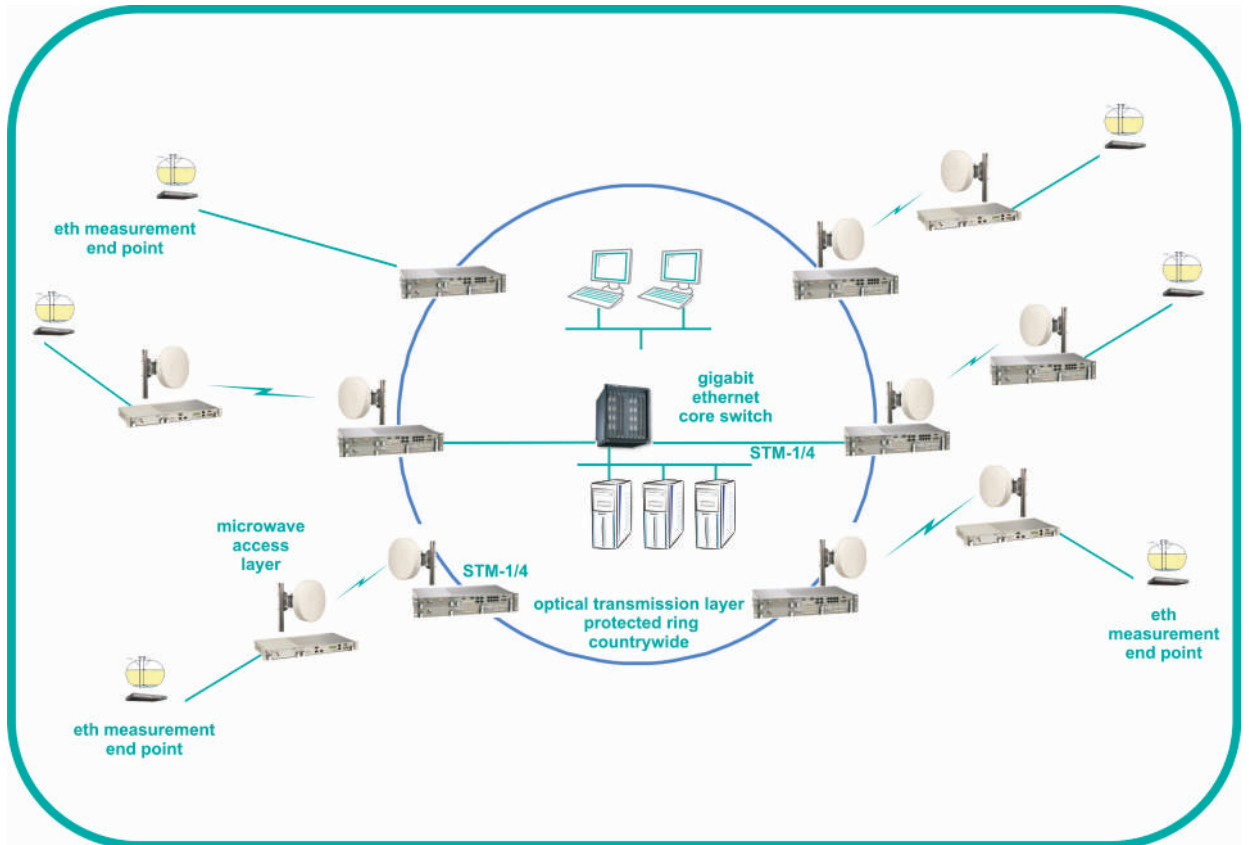 eth measurement
end point
gigabit
ethernet
core switch
STM-1/4
microwave
access
layer
STM-1/4
optical transmission layer
protected ring
countrywide
eth
measurement
end point
eth measurement
end point